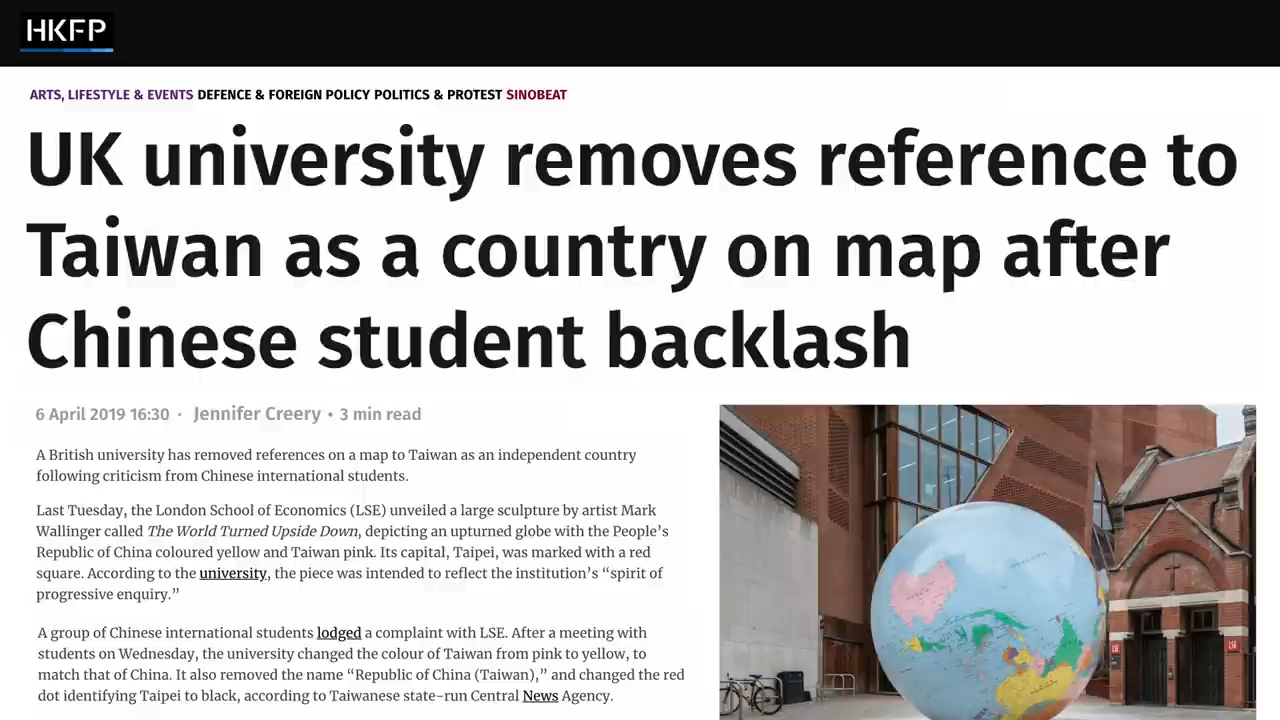 HKFP
ARTS, LIFESTYLE & EVENTS DEFENCE & FOREIGN POLICY POLITICS & PROTEST SINOBEAT
UK university removes reference to
Taiwan as a country on map after
Chinese student backlash
6 April 2019 16:30 · Jennifer Creery • 3 min read
A British university has removed references on a map to Taiwan as an independent country
following criticism from Chinese international students.
Last Tuesday, the London School of Economics (LSE) unveiled a large sculpture by artist Mark
Wallinger called The World Turned Upside Down, depicting an upturned globe with the People’s
Republic of China coloured yellow and Taiwan pink. Its capital, Taipei, was marked with a red
square. According to the university, the piece was intended to reflect the institution’s “spirit of
progressive enquiry.”
A group of Chinese international students lodged a complaint with LSE. After a meeting with
students on Wednesday, the university changed the colour of Taiwan from pink to yellow, to
match that of China. It also removed the name “Republic of China (Taiwan),” and changed the red
dot identifying Taipei to black, according to Taiwanese state-run Central News Agency.
LSE
LSE